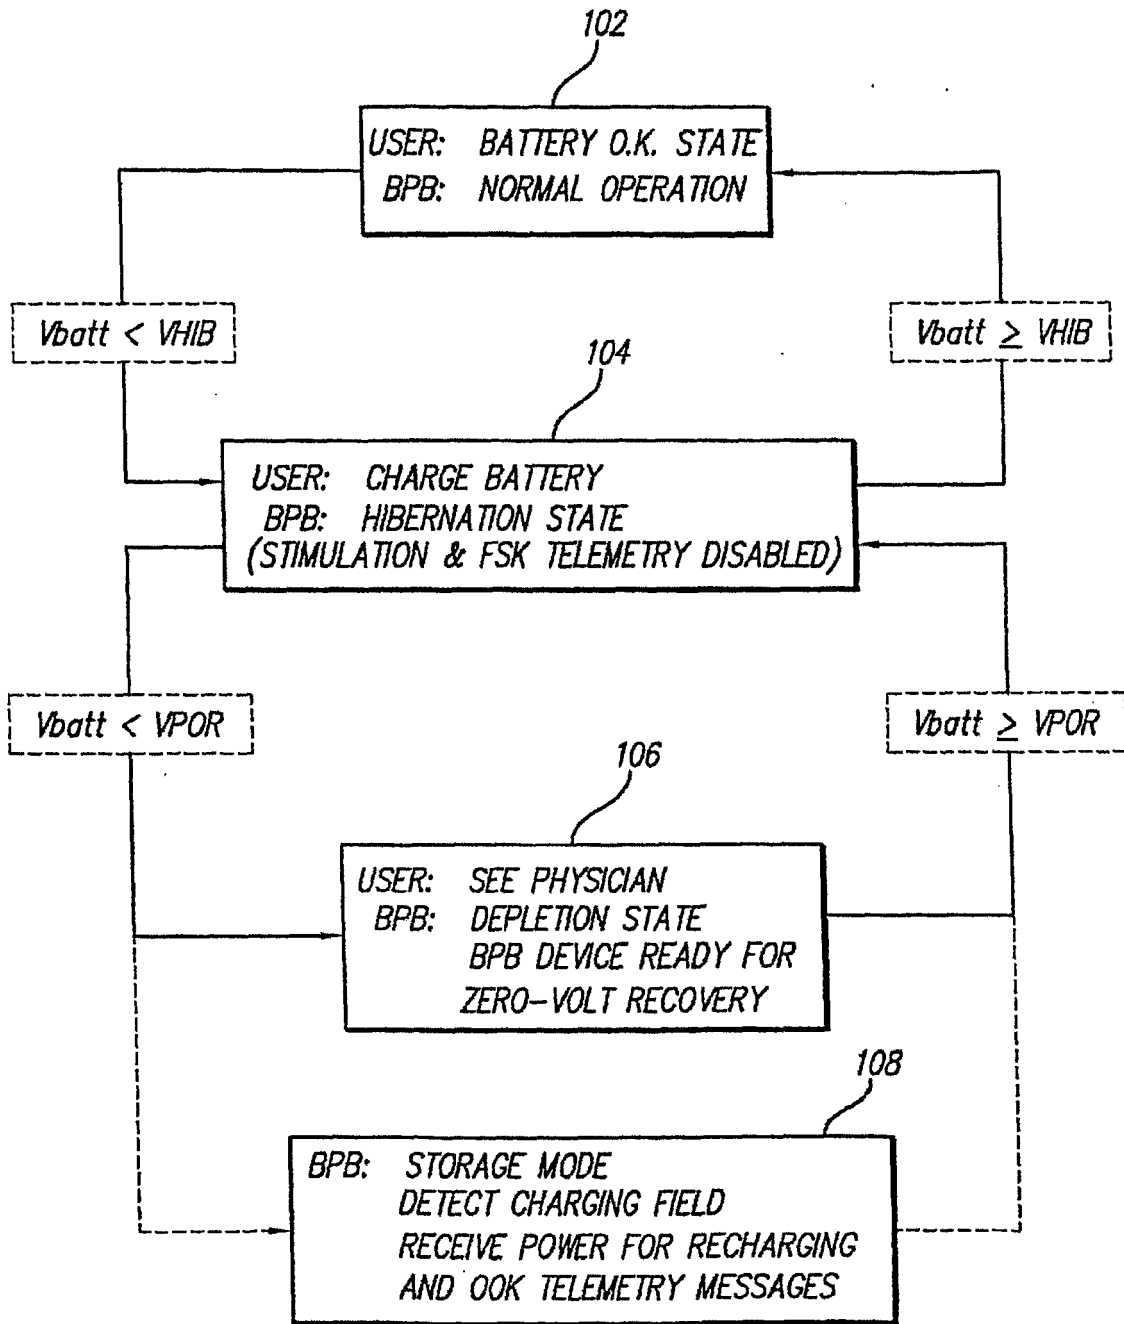 102
USER: BATTERY O.K. STATE
BPB: NORMAL OPERATION
Vbatt < VHIB
Vbatt ≥ VHIB
104
USER: CHARGE BATTERY
BPB: HIBERNATION STATE
(STIMULATION & FSK TELEMETRY DISABLED)
Vbatt < VPOR
Vbatt ≥ VPOR
106
USER: SEE PHYSICIAN
BPB: DEPLETION STATE
BPB DEVICE READY FOR
ZERO-VOLT RECOVERY
108
BPB: STORAGE MODE
DETECT CHARGING FIELD
RECEIVE POWER FOR RECHARGING
AND OOK TELEMETRY MESSAGES